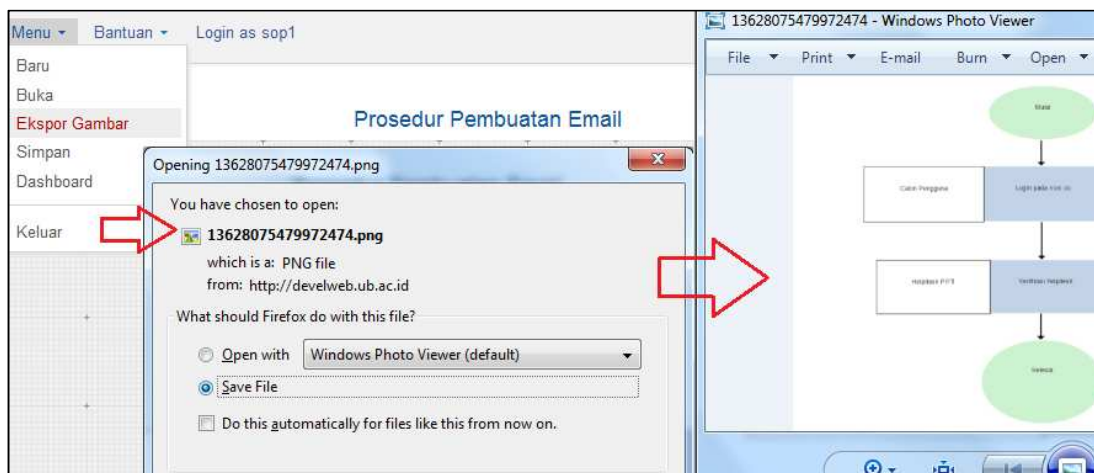 Menu Bantuan Login as sop1
Baru
Buka
Ekspor Gambar
Simpan
Dashboard
Keluar
Prosedur Pembuatan Email
Opening 13628075479972474.png
You have chosen to open:
13628075479972474.png
which is a: PNG file
from: http://develweb.ub.ac.id
What should Firefox do with this file?
Open with Windows Photo Viewer (default)
Save File
Do this automatically for files like this from now on.
13628075479972474 - Windows Photo Viewer
File Print E-mail Burn Open
Mulai
Calon Pengguna
Login pada
Helpdesk
Verifikasi Helpdesk
Selesai